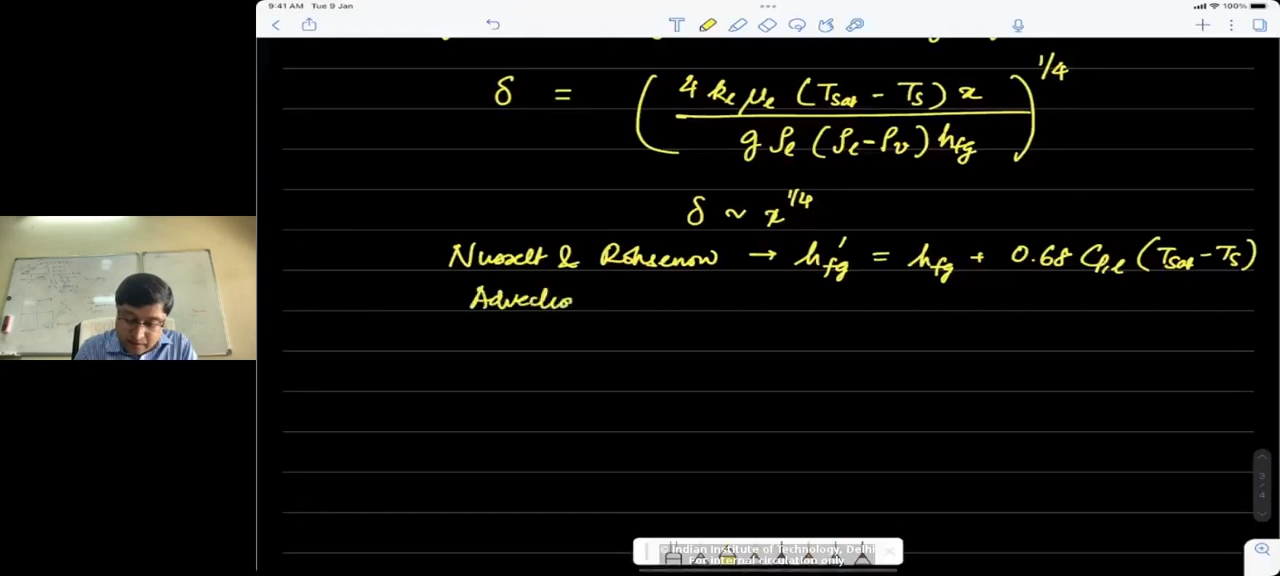 9:41 AM Tue 9 Jan
100%
δ = ( 4 kₗ μₗ (Tsat - Ts) x / g ρₗ (ρₗ - ρv) hfg )^1/4
δ ~ x^1/4
Nusselt & Rohsenow → h'fg = hfg + 0.68 Cp,l (Tsat - Ts)
Advectio
3/4
© Indian Institute of Technology, Delhi
For internal circulation only